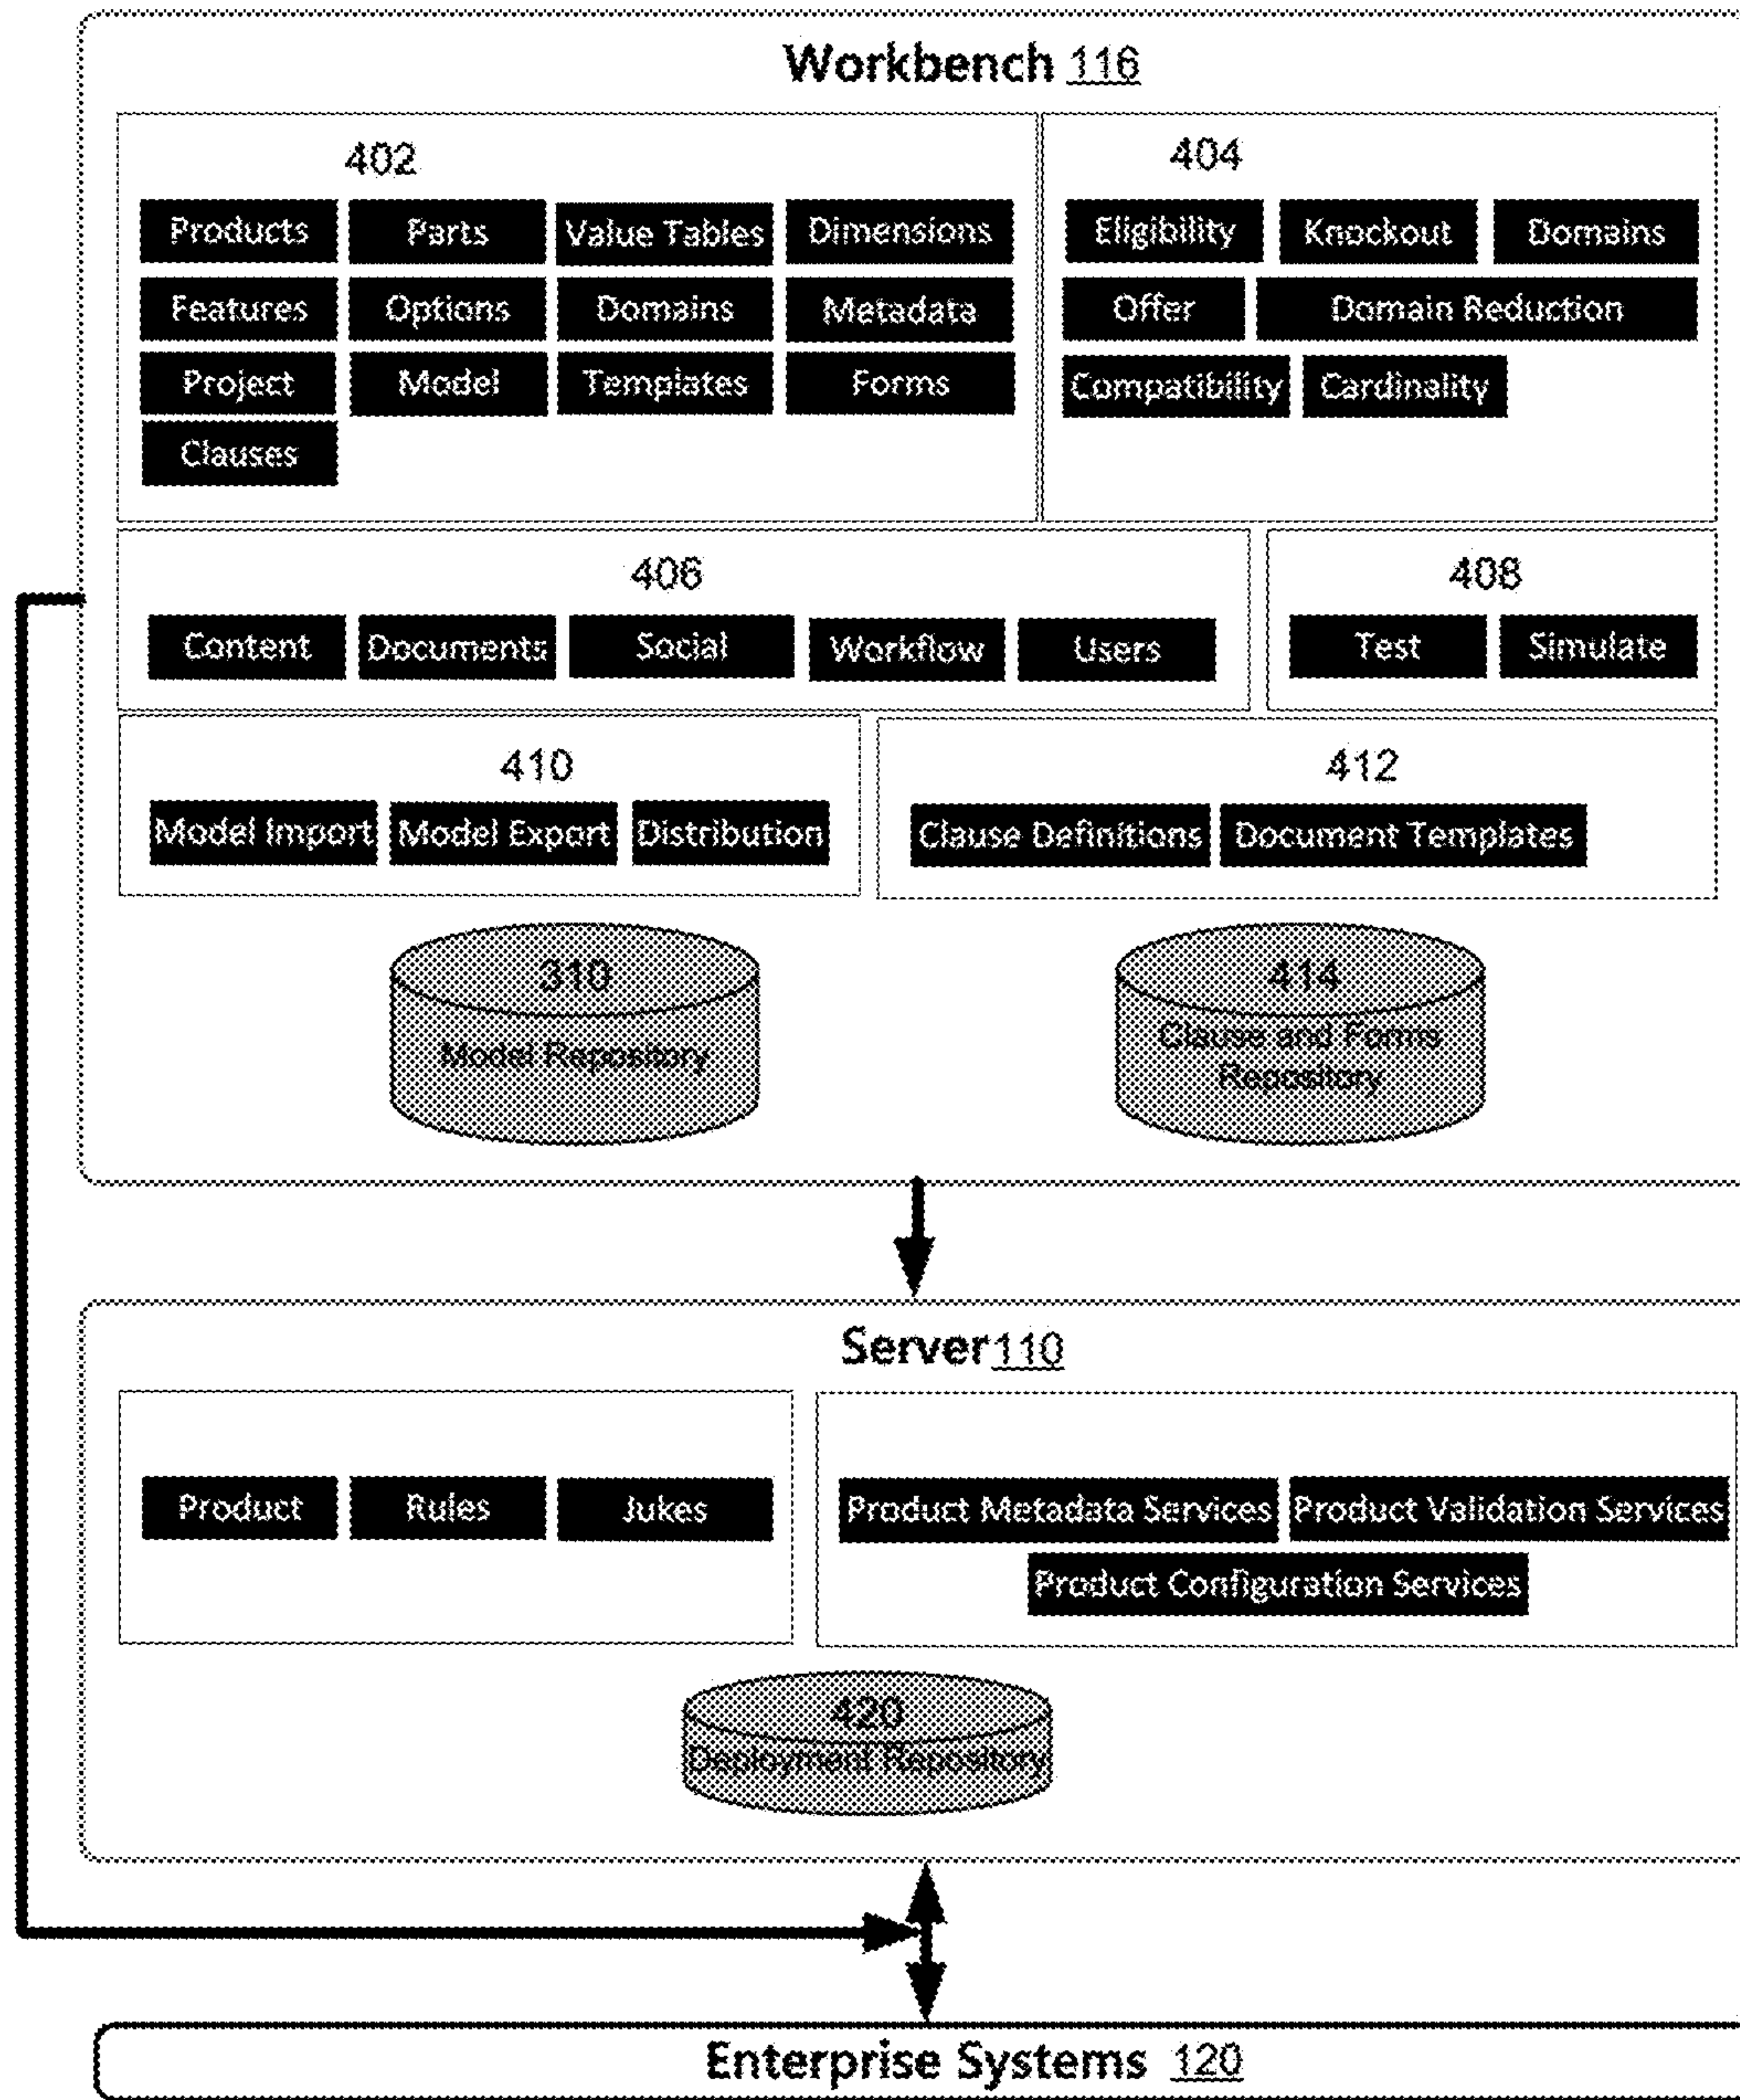 Workbench 116
402
Products Parts Value Tables Dimensions
Features Options Domains Metadata
Project Model Templates Forms
Clauses
404
Eligibility Knockout Domains
Offer Domain Reduction
Compatibility Cardinality
406
Content Documents Social Workflow Users
408
Test Simulate
410
Model Import Model Export Distribution
412
Clause Definitions Document Templates
310
Model Repository
414
Clause and Forms
Repository
Server 110
Product Rules Jukes
Product Metadata Services Product Validation Services
Product Configuration Services
420
Deployment Repository
Enterprise Systems 120